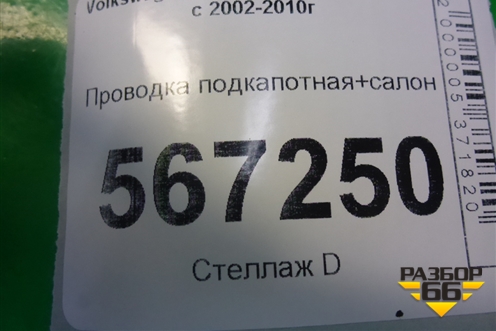 с 2002-2010г
Проводка подкапотная+салон
567250
Стеллаж D
2000005371820
РАЗБОР
66